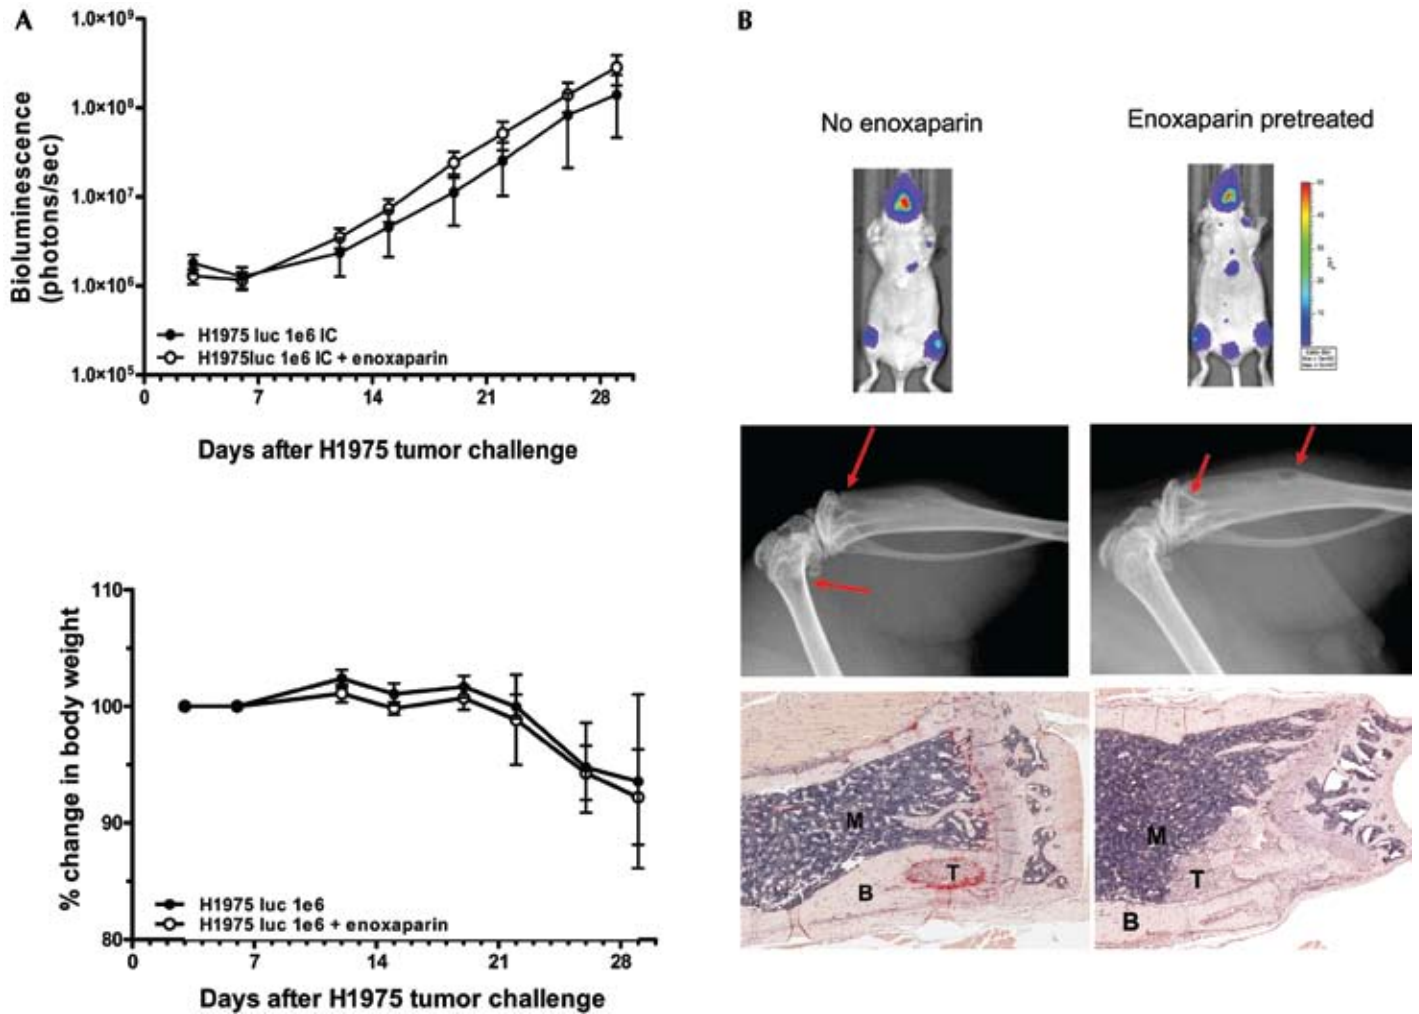 A
1.0×10⁹
1.0×10⁸
1.0×10⁷
1.0×10⁶
1.0×10⁵
Bioluminescence
(photons/sec)
H1975 luc 1e6 IC
H1975luc 1e6 IC + enoxaparin
0 7 14 21 28
Days after H1975 tumor challenge
110
100
90
80
% change in body weight
H1975 luc 1e6
H1975 luc 1e6 + enoxaparin
0 7 14 21 28
Days after H1975 tumor challenge
B
No enoxaparin
Enoxaparin pretreated
M
T
B
M
T
B